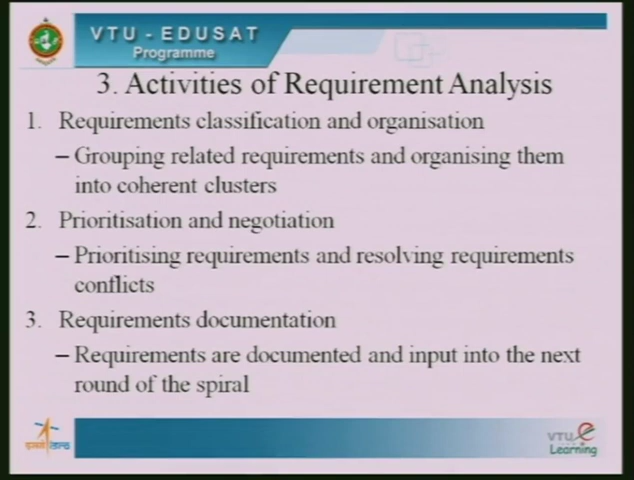 VTU - EDUSAT
Programme
3. Activities of Requirement Analysis
1. Requirements classification and organisation
– Grouping related requirements and organising them
into coherent clusters
2. Prioritisation and negotiation
– Prioritising requirements and resolving requirements
conflicts
3. Requirements documentation
– Requirements are documented and input into the next
round of the spiral
VTU
Learning